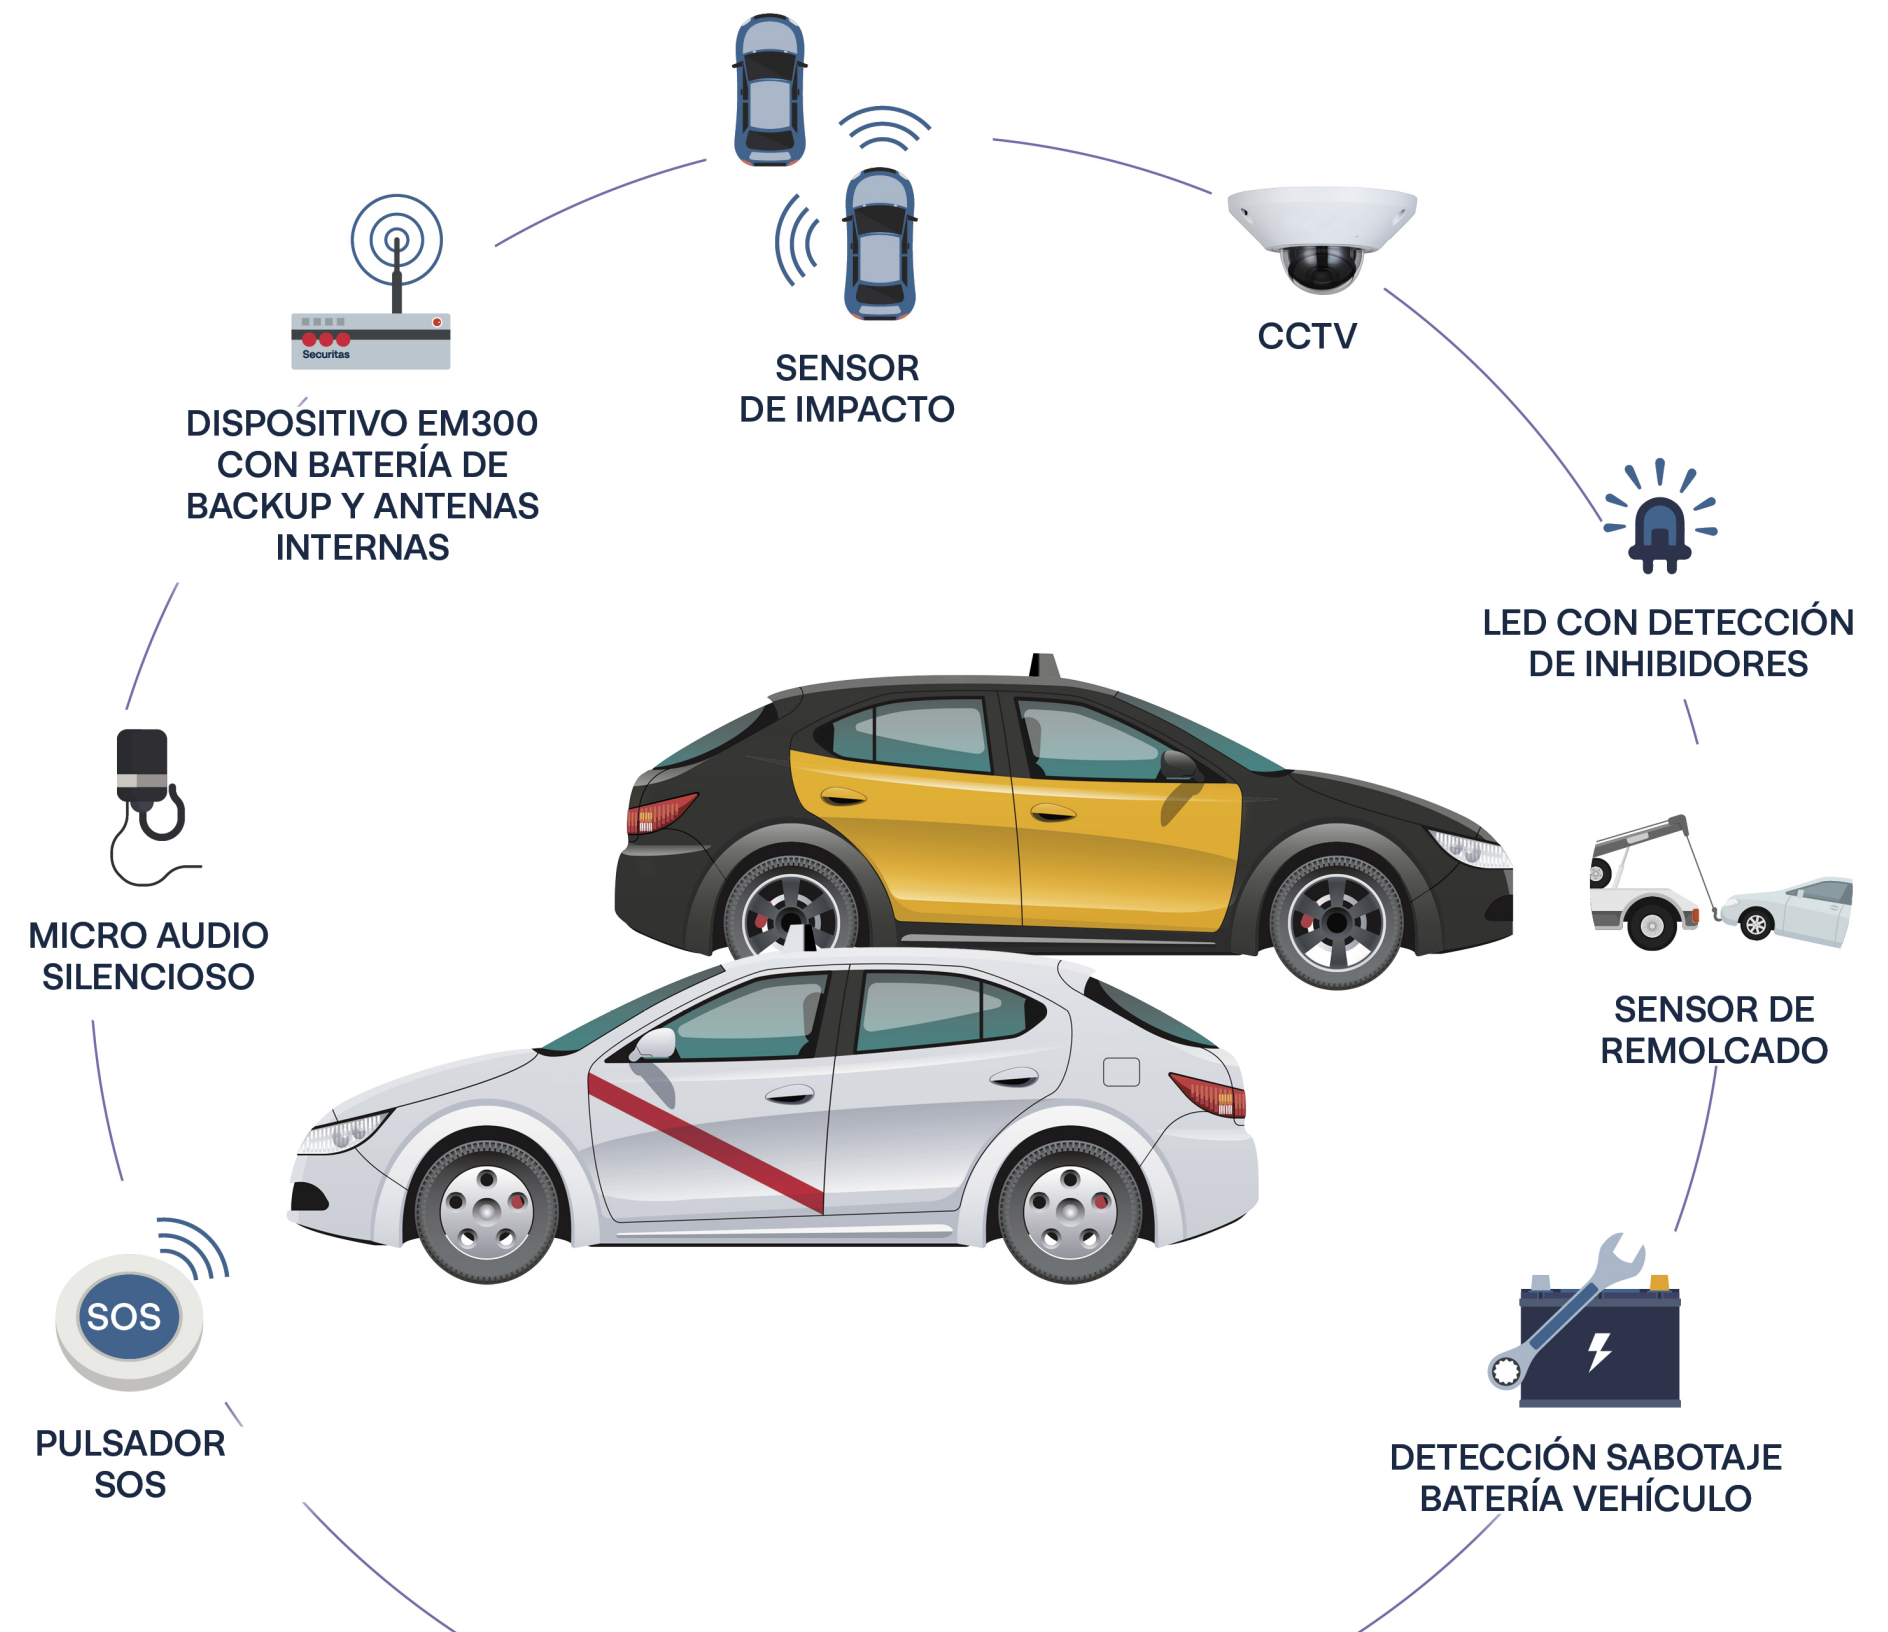 SENSOR
DE IMPACTO
CCTV
Securitas
DISPOSITIVO EM300
CON BATERÍA DE
BACKUP Y ANTENAS
INTERNAS
LED CON DETECCIÓN
DE INHIBIDORES
MICRO AUDIO
SILENCIOSO
SENSOR DE
REMOLCADO
SOS
PULSADOR
SOS
DETECCIÓN SABOTAJE
BATERÍA VEHÍCULO